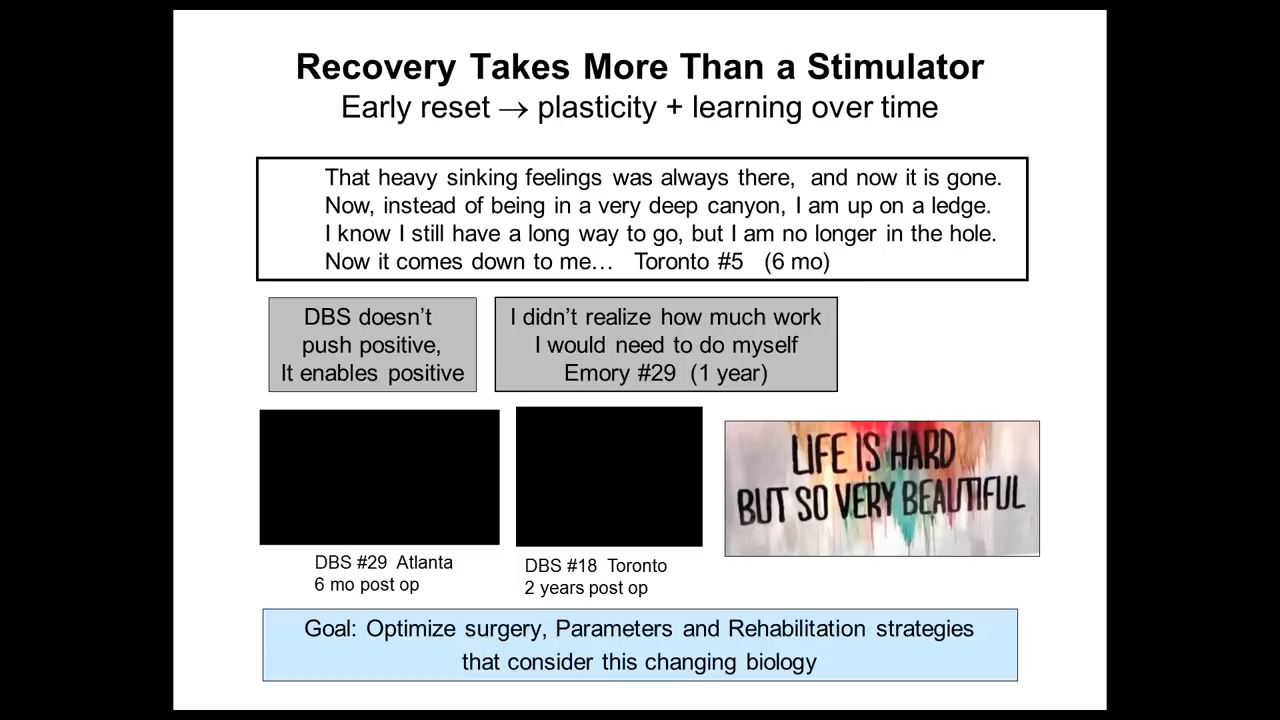 Recovery Takes More Than a Stimulator
Early reset → plasticity + learning over time
That heavy sinking feelings was always there, and now it is gone.
Now, instead of being in a very deep canyon, I am up on a ledge.
I know I still have a long way to go, but I am no longer in the hole.
Now it comes down to me… Toronto #5 (6 mo)
DBS doesn't
push positive,
It enables positive
I didn't realize how much work
I would need to do myself
Emory #29 (1 year)
LIFE IS HARD
BUT SO VERY BEAUTIFUL
DBS #29 Atlanta
6 mo post op
DBS #18 Toronto
2 years post op
Goal: Optimize surgery, Parameters and Rehabilitation strategies
that consider this changing biology